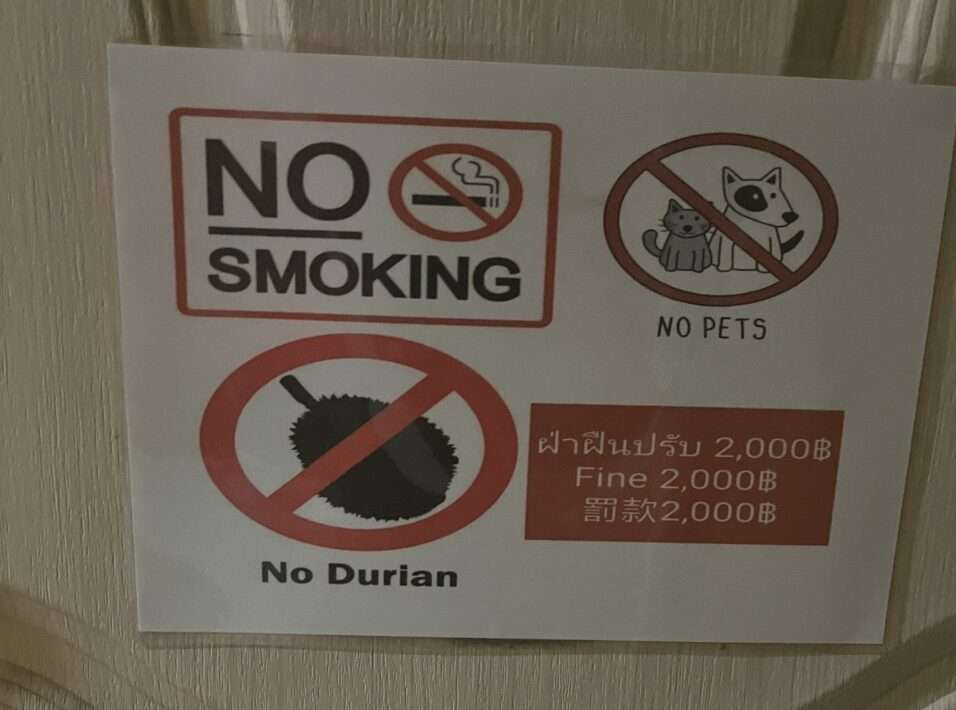 NO
SMOKING
NO PETS
No Durian
ฝ่าฝืนปรับ 2,000฿
Fine 2,000฿
罰款2,000฿